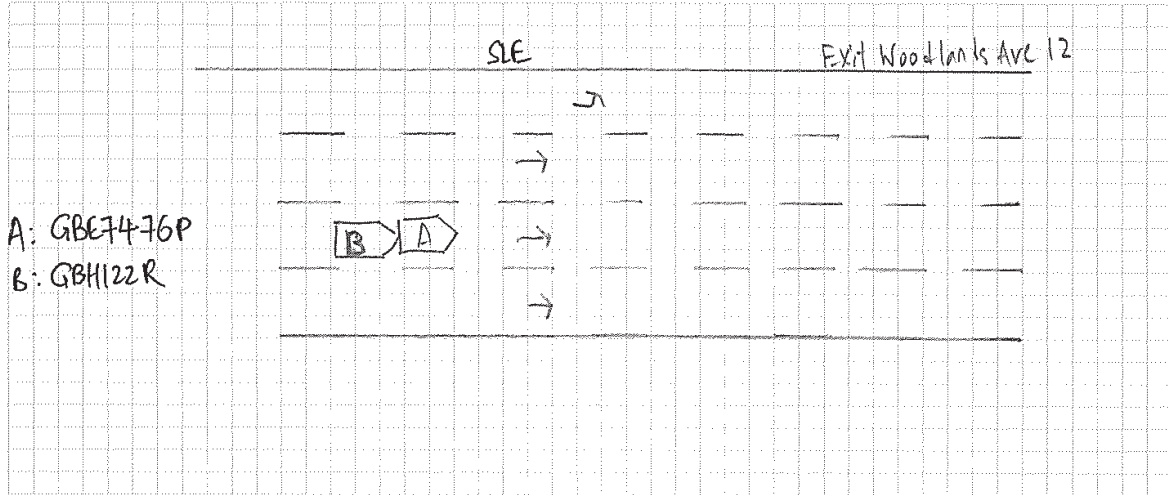 SLE
Exit Woodlands Ave 12
A: GBE7476P
B: GBH122R
B
A